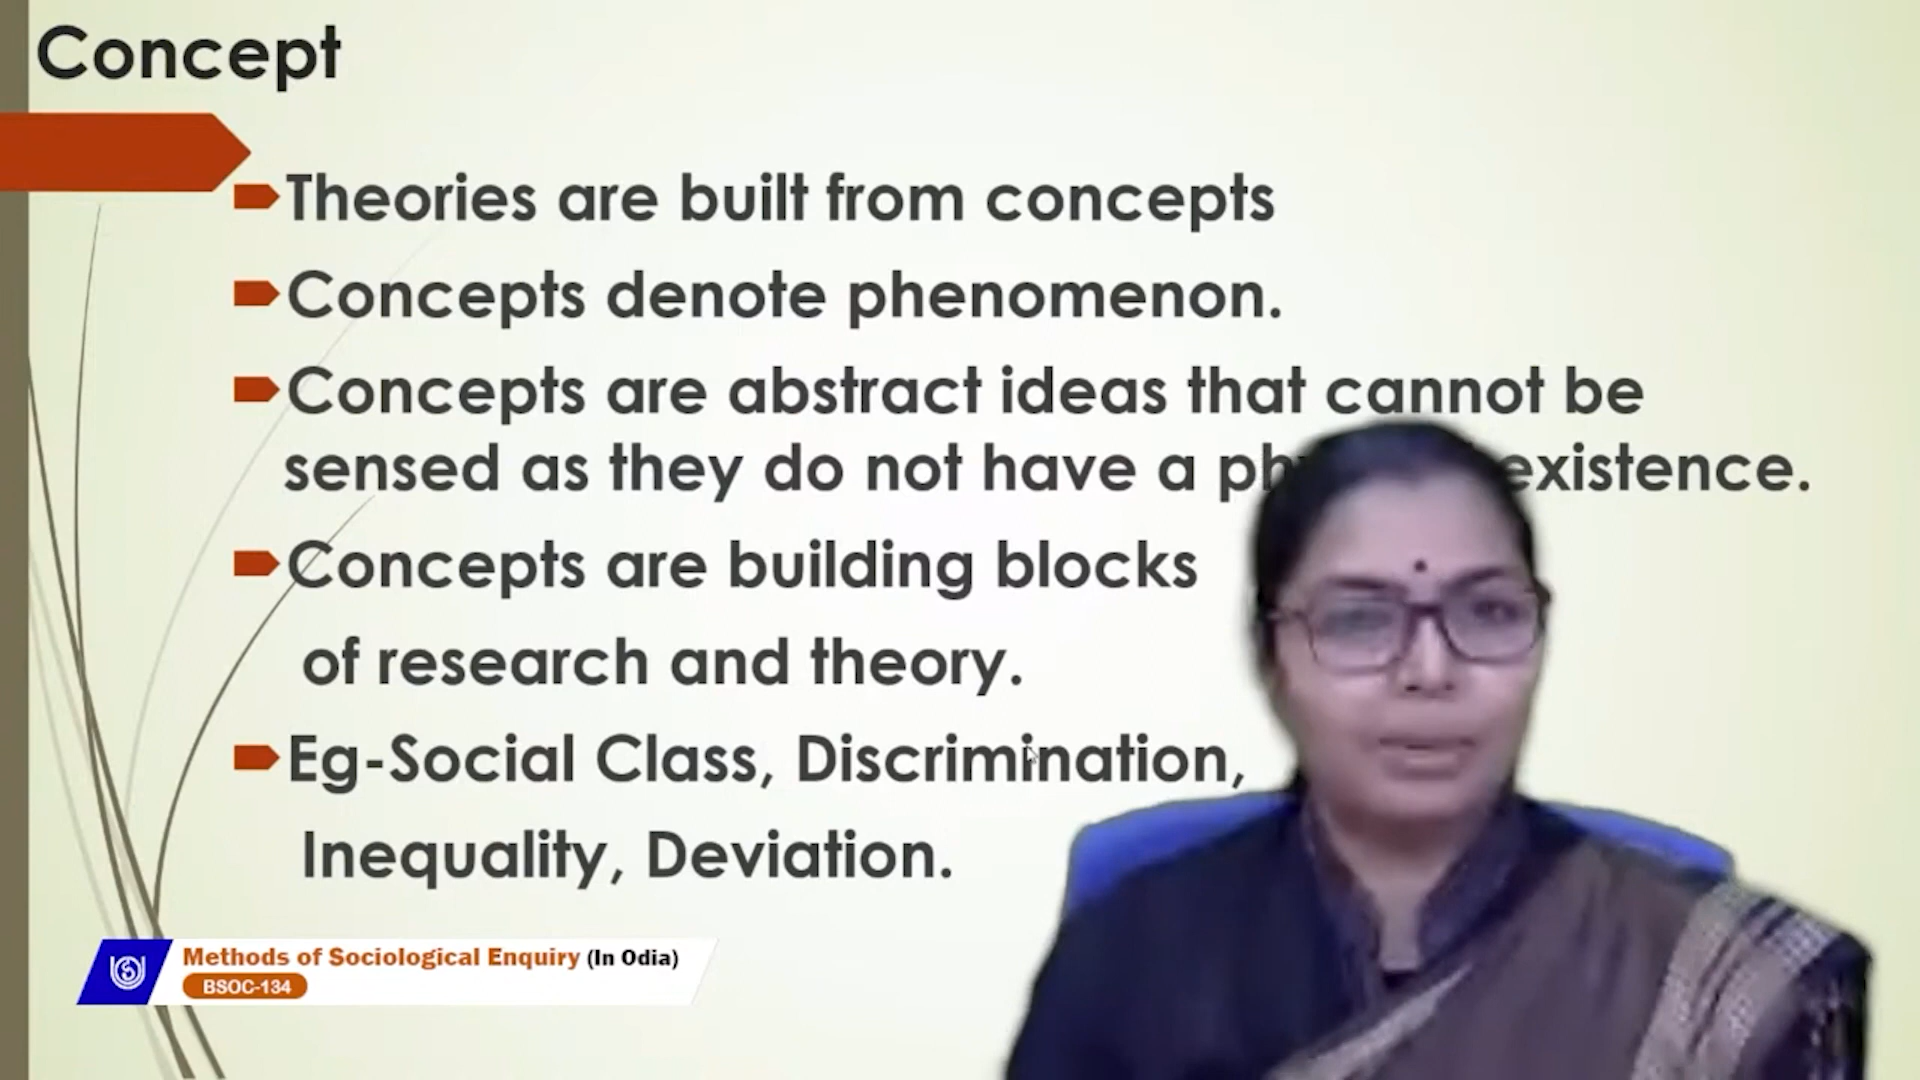 Concept
Theories are built from concepts
Concepts denote phenomenon.
Concepts are abstract ideas that cannot be
sensed as they do not have a existence.
Concepts are building blocks
of research and theory.
Eg-Social Class, Discrimination,
Inequality, Deviation.
Methods of Sociological Enquiry (In Odia)
BSOC-134